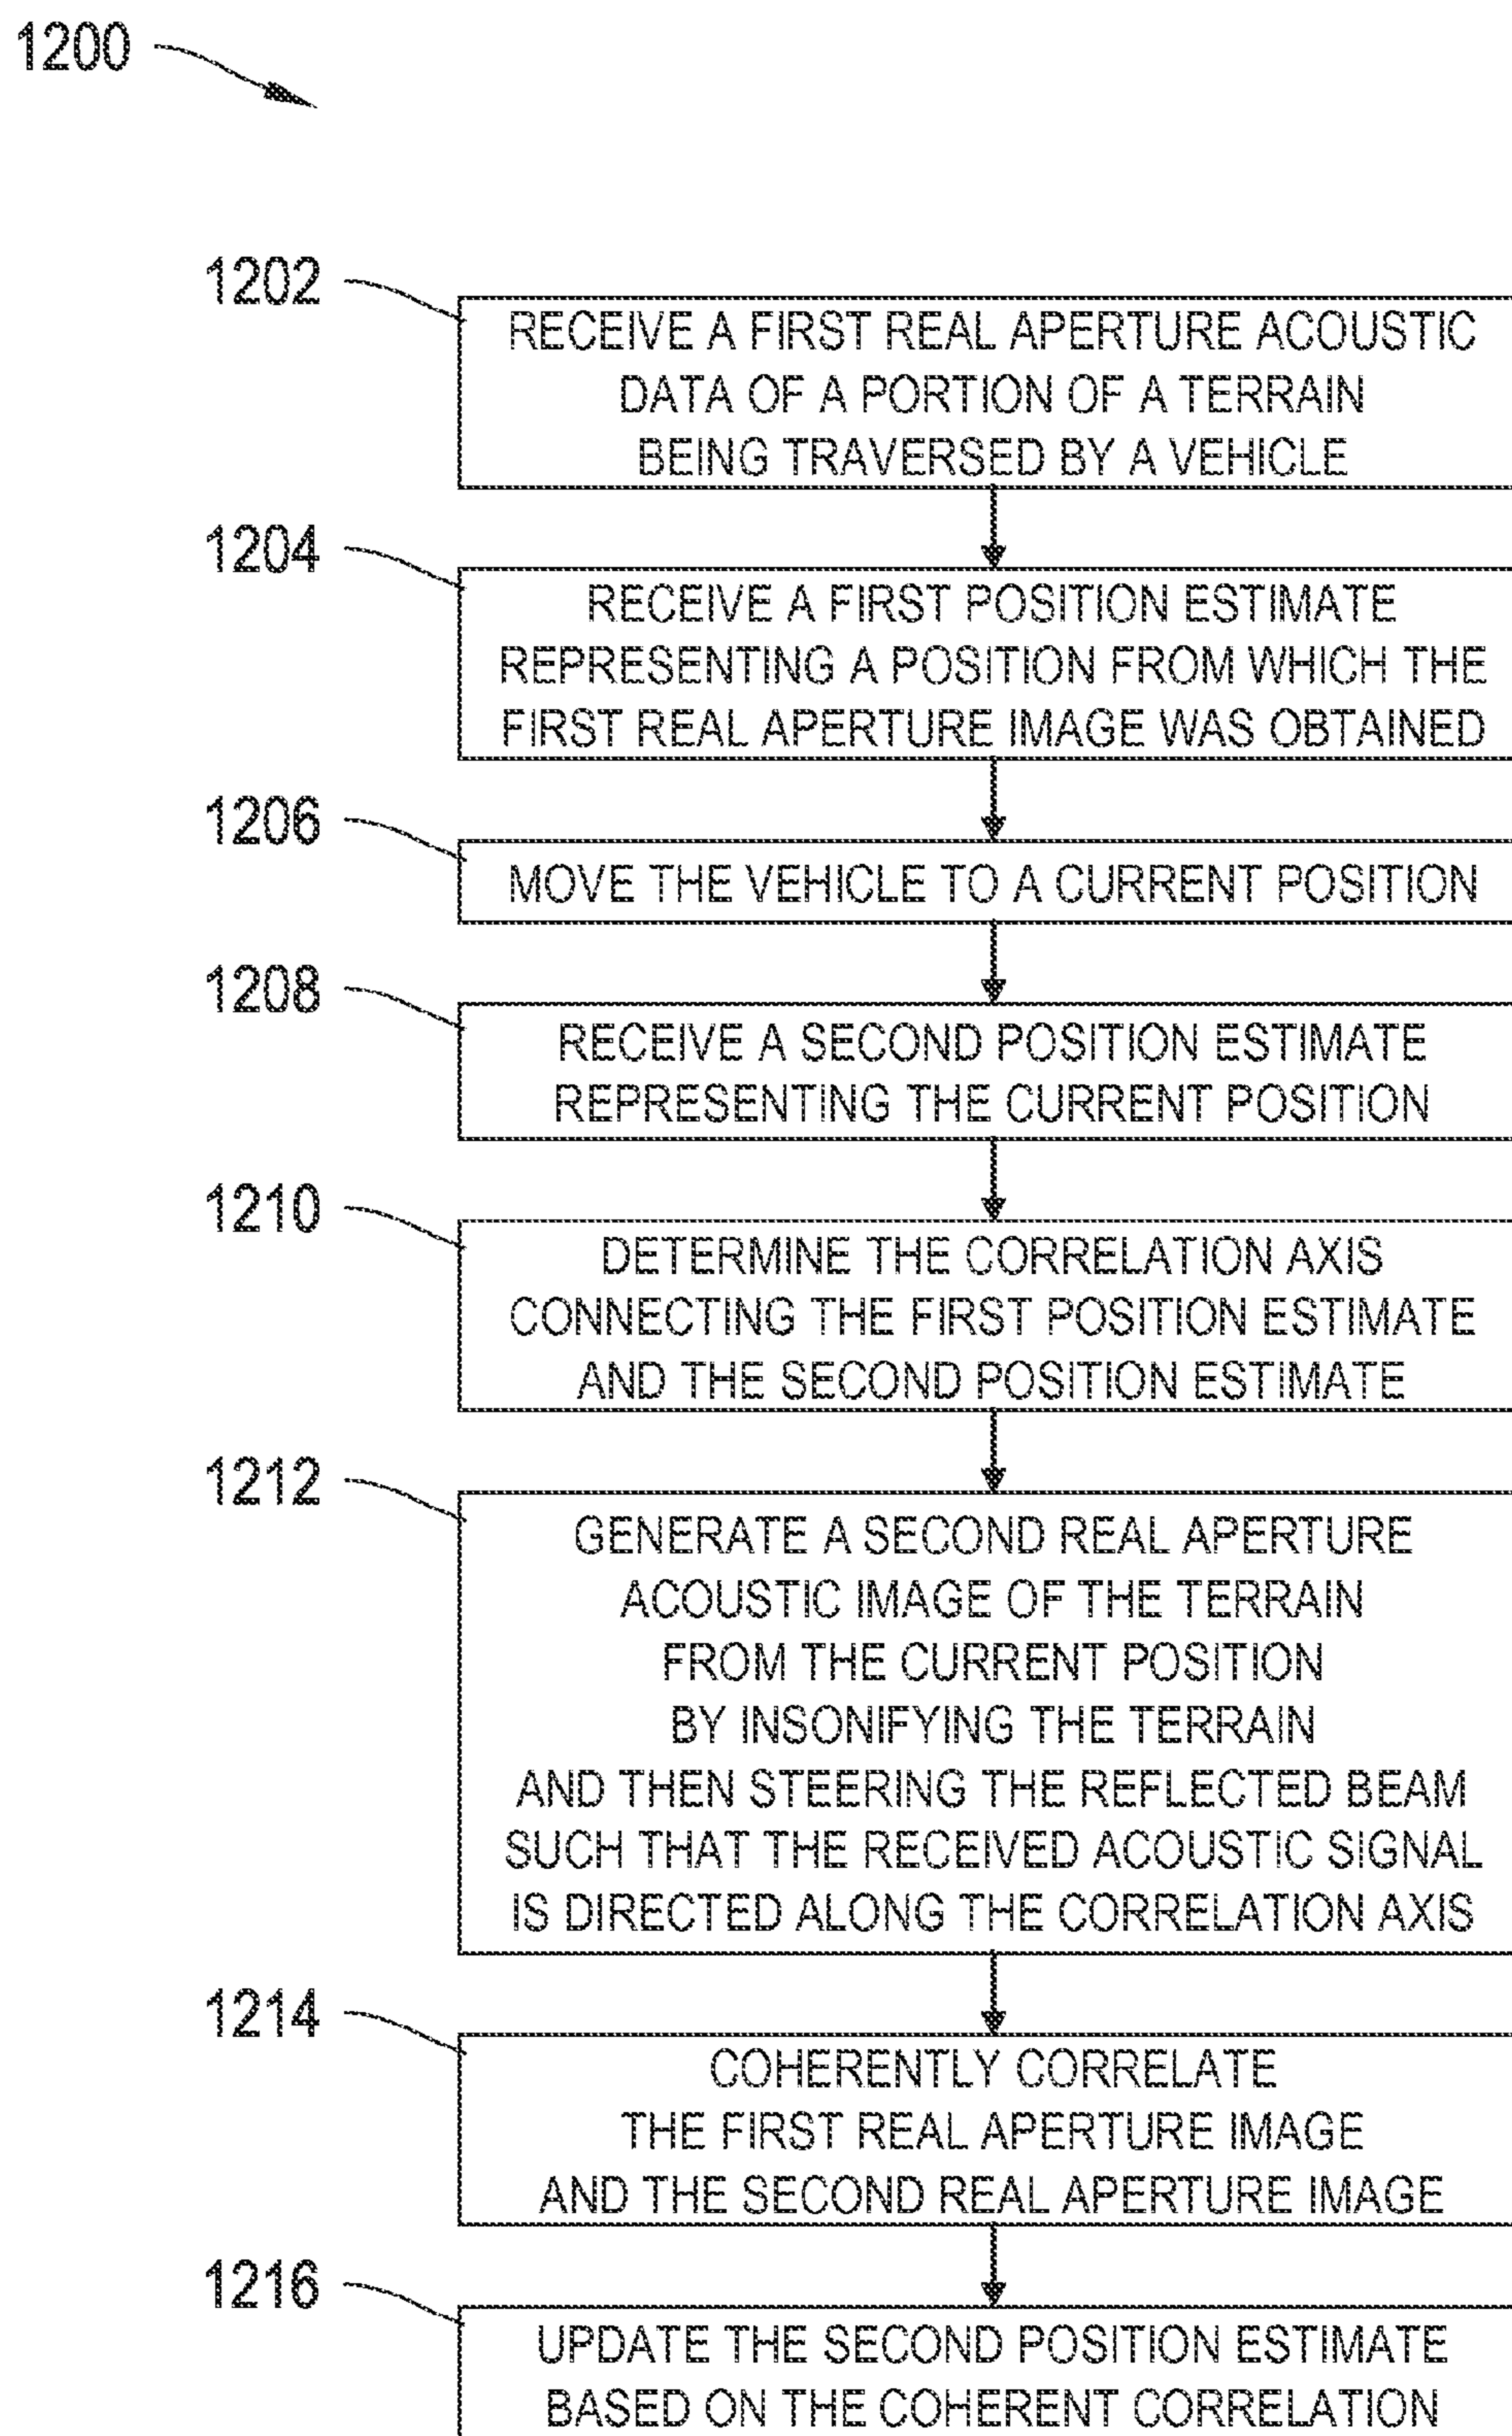 1200
1202
RECEIVE A FIRST REAL APERTURE ACOUSTIC
DATA OF A PORTION OF A TERRAIN
BEING TRAVERSED BY A VEHICLE
1204
RECEIVE A FIRST POSITION ESTIMATE
REPRESENTING A POSITION FROM WHICH THE
FIRST REAL APERTURE IMAGE WAS OBTAINED
1206
MOVE THE VEHICLE TO A CURRENT POSITION
1208
RECEIVE A SECOND POSITION ESTIMATE
REPRESENTING THE CURRENT POSITION
1210
DETERMINE THE CORRELATION AXIS
CONNECTING THE FIRST POSITION ESTIMATE
AND THE SECOND POSITION ESTIMATE
1212
GENERATE A SECOND REAL APERTURE
ACOUSTIC IMAGE OF THE TERRAIN
FROM THE CURRENT POSITION
BY INSONIFYING THE TERRAIN
AND THEN STEERING THE REFLECTED BEAM
SUCH THAT THE RECEIVED ACOUSTIC SIGNAL
IS DIRECTED ALONG THE CORRELATION AXIS
1214
COHERENTLY CORRELATE
THE FIRST REAL APERTURE IMAGE
AND THE SECOND REAL APERTURE IMAGE
1216
UPDATE THE SECOND POSITION ESTIMATE
BASED ON THE COHERENT CORRELATION